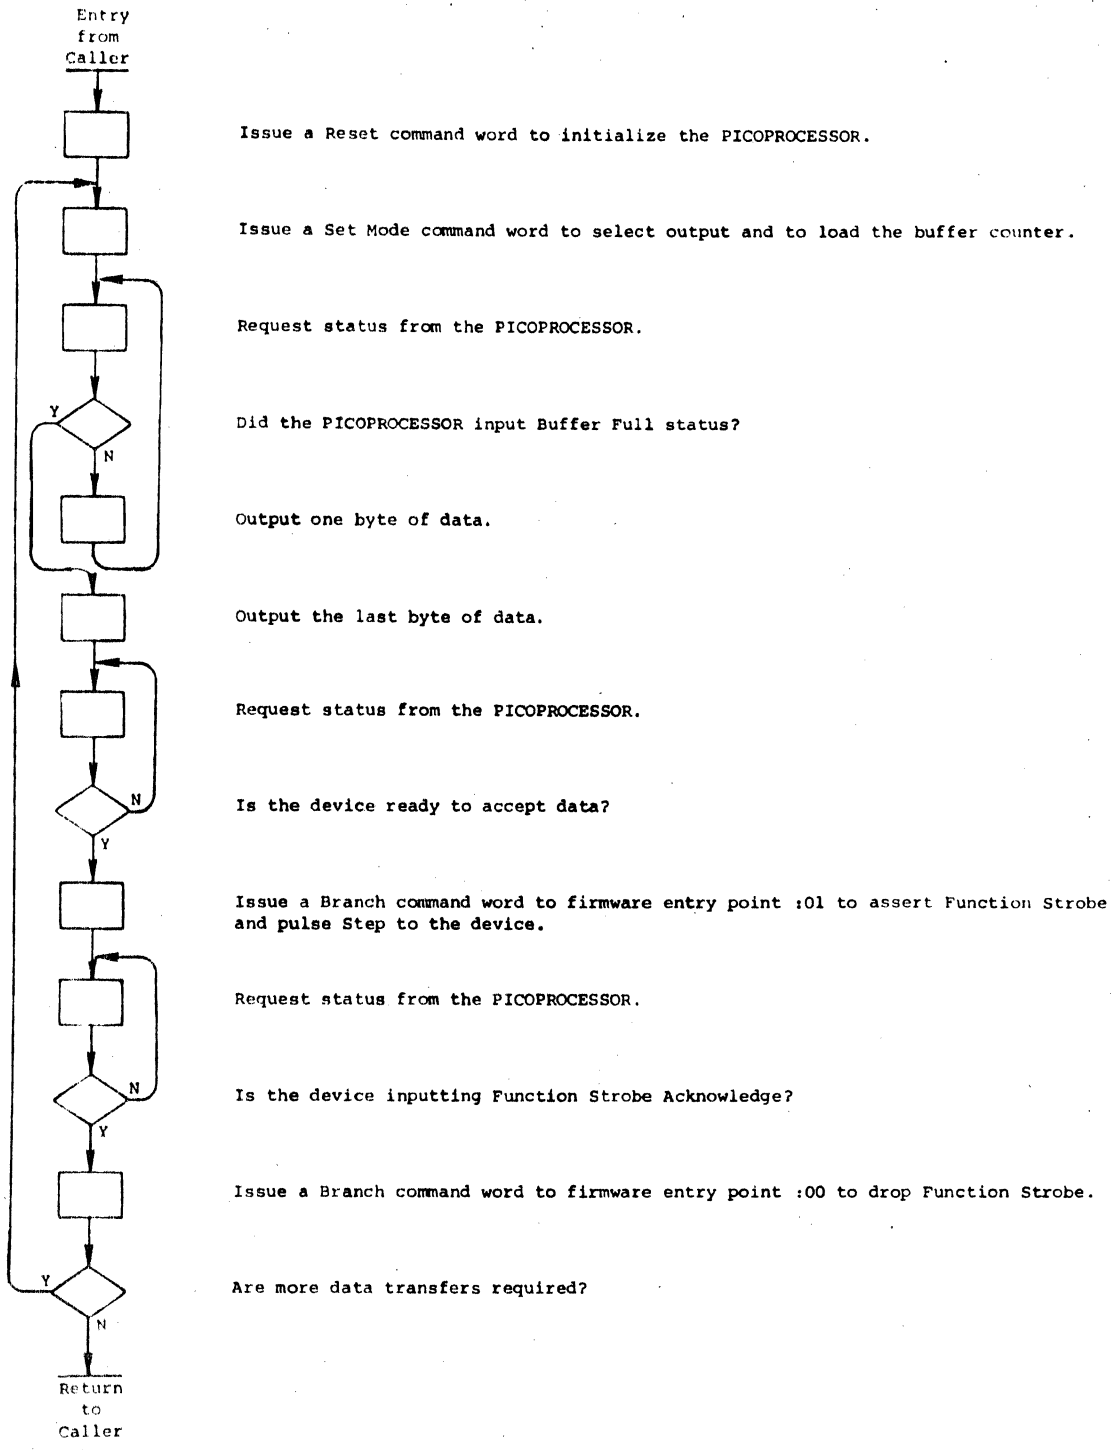 Entry
from
Caller
Issue a Reset command word to initialize the PICOPROCESSOR.
Issue a Set Mode command word to select output and to load the buffer counter.
Request status from the PICOPROCESSOR.
Y
Did the PICOPROCESSOR input Buffer Full status?
N
Output one byte of data.
Output the last byte of data.
Request status from the PICOPROCESSOR.
N
Is the device ready to accept data?
Y
Issue a Branch command word to firmware entry point :01 to assert Function Strobe
and pulse Step to the device.
Request status from the PICOPROCESSOR.
N
Is the device inputting Function Strobe Acknowledge?
Y
Issue a Branch command word to firmware entry point :00 to drop Function Strobe.
Y
Are more data transfers required?
N
Return
to
Caller